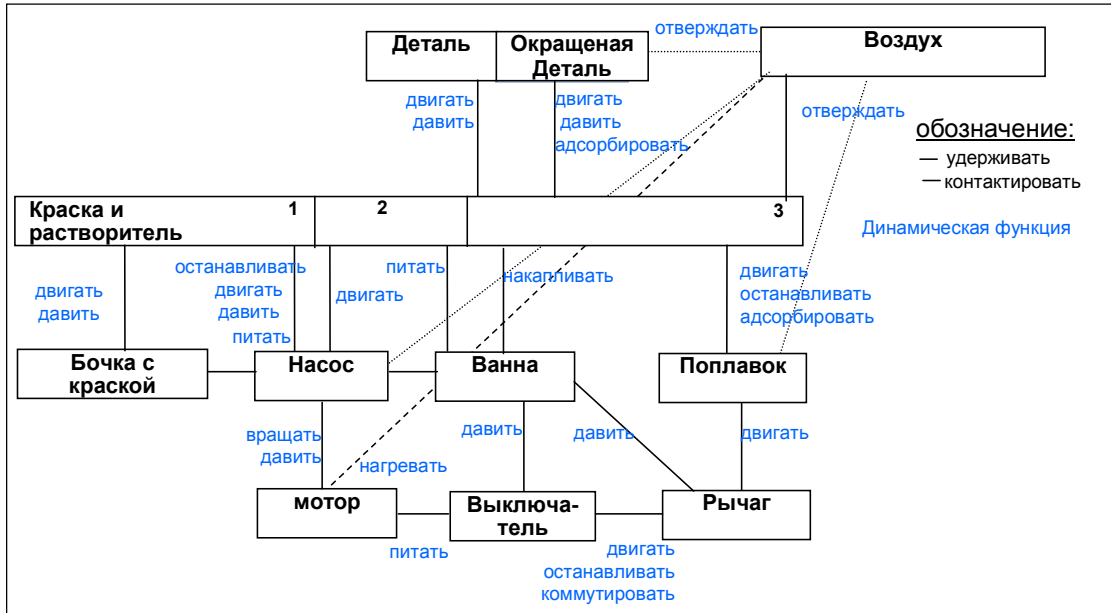 отверждать
Деталь
Окращеная
Деталь
Воздух
двигать
давить
двигать
давить
адсорбировать
отверждать
обозначение:
— удерживать
— контактировать
Динамическая функция
Краска и
растворитель
1
2
3
двигать
давить
останавливать
двигать
давить
питать
двигать
питать
накапливать
двигать
останавливать
адсорбировать
Бочка с
краской
Насос
Ванна
Поплавок
вращать
давить
нагревать
давить
давить
двигать
мотор
Выключа-
тель
Рычаг
питать
двигать
останавливать
коммутировать